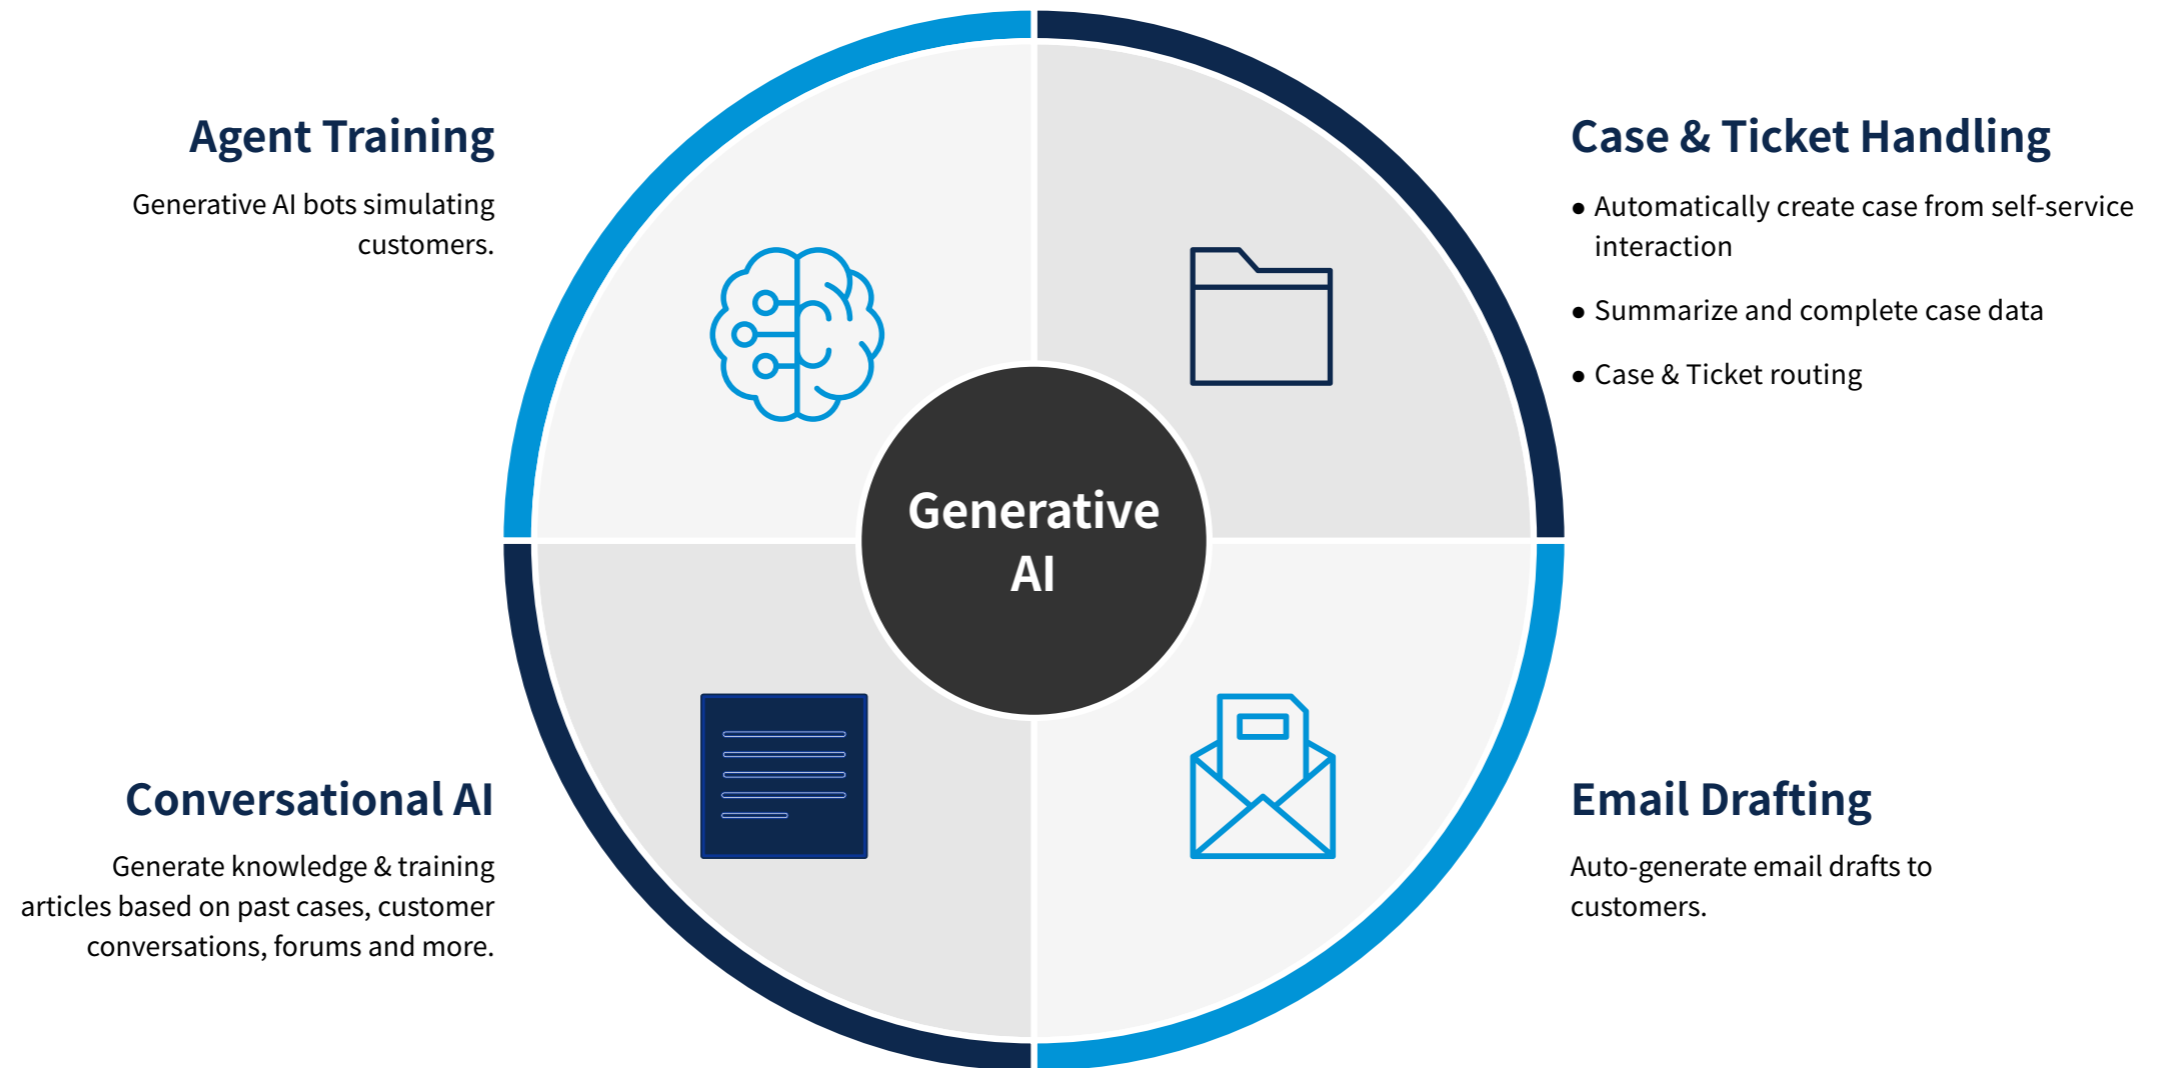 Agent Training
Generative AI bots simulating
customers.
Case & Ticket Handling
● Automatically create case from self-service
interaction
● Summarize and complete case data
● Case & Ticket routing
Generative
AI
Conversational AI
Generate knowledge & training
articles based on past cases, customer
conversations, forums and more.
Email Drafting
Auto-generate email drafts to
customers.